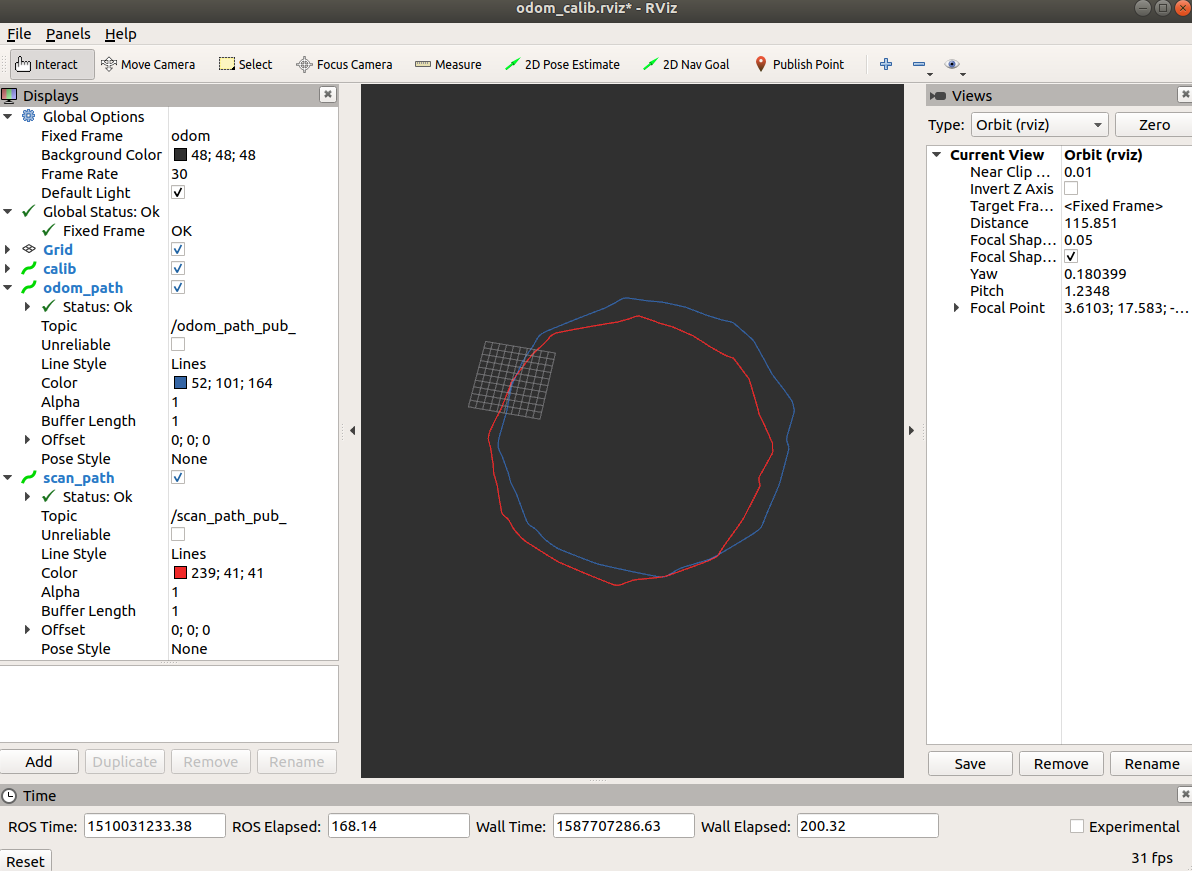 odom_calib.rviz* - RViz
File Panels Help
Interact Move Camera Select Focus Camera Measure 2D Pose Estimate 2D Nav Goal Publish Point
Displays
Global Options
Fixed Frame odom
Background Color 48; 48; 48
Frame Rate 30
Default Light
Global Status: Ok
Fixed Frame OK
Grid
calib
odom_path
Status: Ok
Topic /odom_path_pub_
Unreliable
Line Style Lines
Color 52; 101; 164
Alpha 1
Buffer Length 1
Offset 0; 0; 0
Pose Style None
scan_path
Status: Ok
Topic /scan_path_pub_
Unreliable
Line Style Lines
Color 239; 41; 41
Alpha 1
Buffer Length 1
Offset 0; 0; 0
Pose Style None
Add Duplicate Remove Rename
Views
Type: Orbit (rviz) Zero
Current View Orbit (rviz)
Near Clip ... 0.01
Invert Z Axis
Target Fra... <Fixed Frame>
Distance 115.851
Focal Shap... 0.05
Focal Shap...
Yaw 0.180399
Pitch 1.2348
Focal Point 3.6103; 17.583; -...
Save Remove Rename
Time
ROS Time: 1510031233.38 ROS Elapsed: 168.14 Wall Time: 1587707286.63 Wall Elapsed: 200.32 Experimental
Reset 31 fps